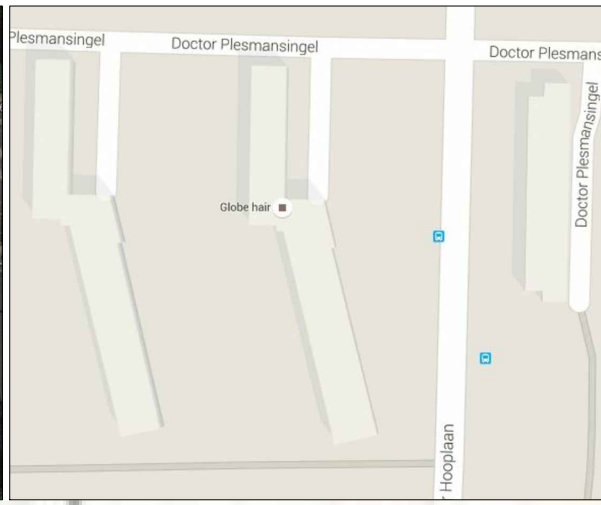 Plesmansingel
Doctor Plesmansingel
Doctor Plesmans
Doctor Plesmansingel
Globe hair
r Hooplaan